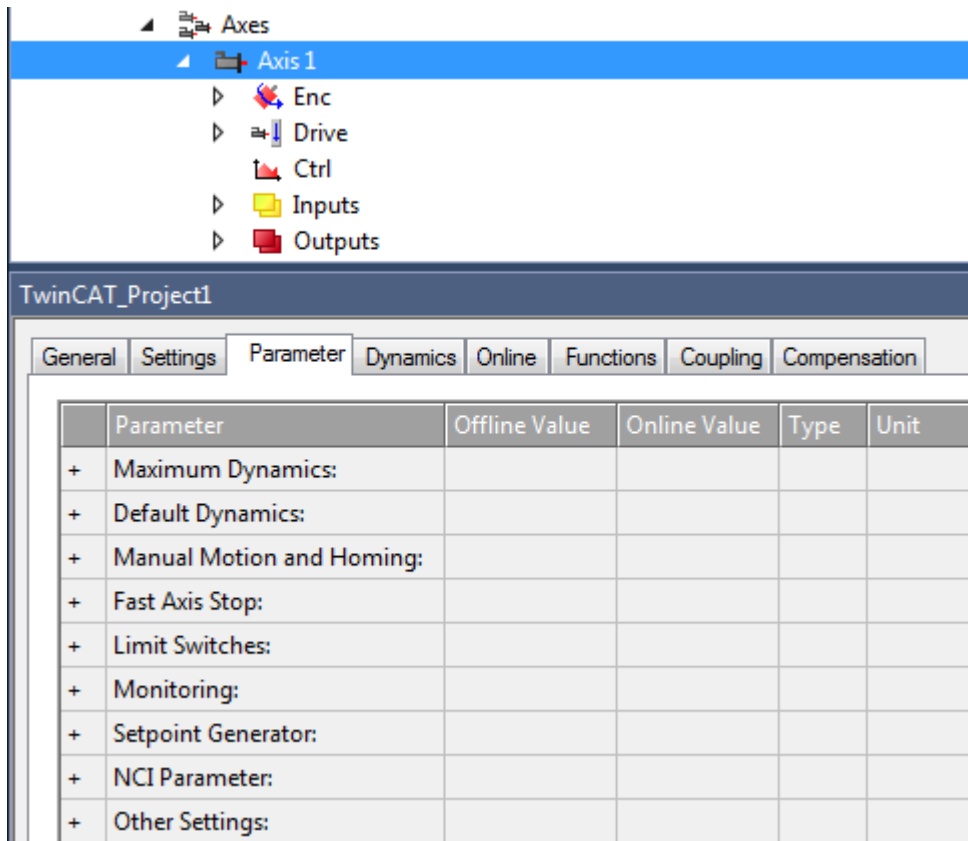 Axes
Axis 1
Enc
Drive
Ctrl
Inputs
Outputs
TwinCAT_Project1
General Settings Parameter Dynamics Online Functions Coupling Compensation
Parameter Offline Value Online Value Type Unit
+ Maximum Dynamics:
+ Default Dynamics:
+ Manual Motion and Homing:
+ Fast Axis Stop:
+ Limit Switches:
+ Monitoring:
+ Setpoint Generator:
+ NCI Parameter:
+ Other Settings: